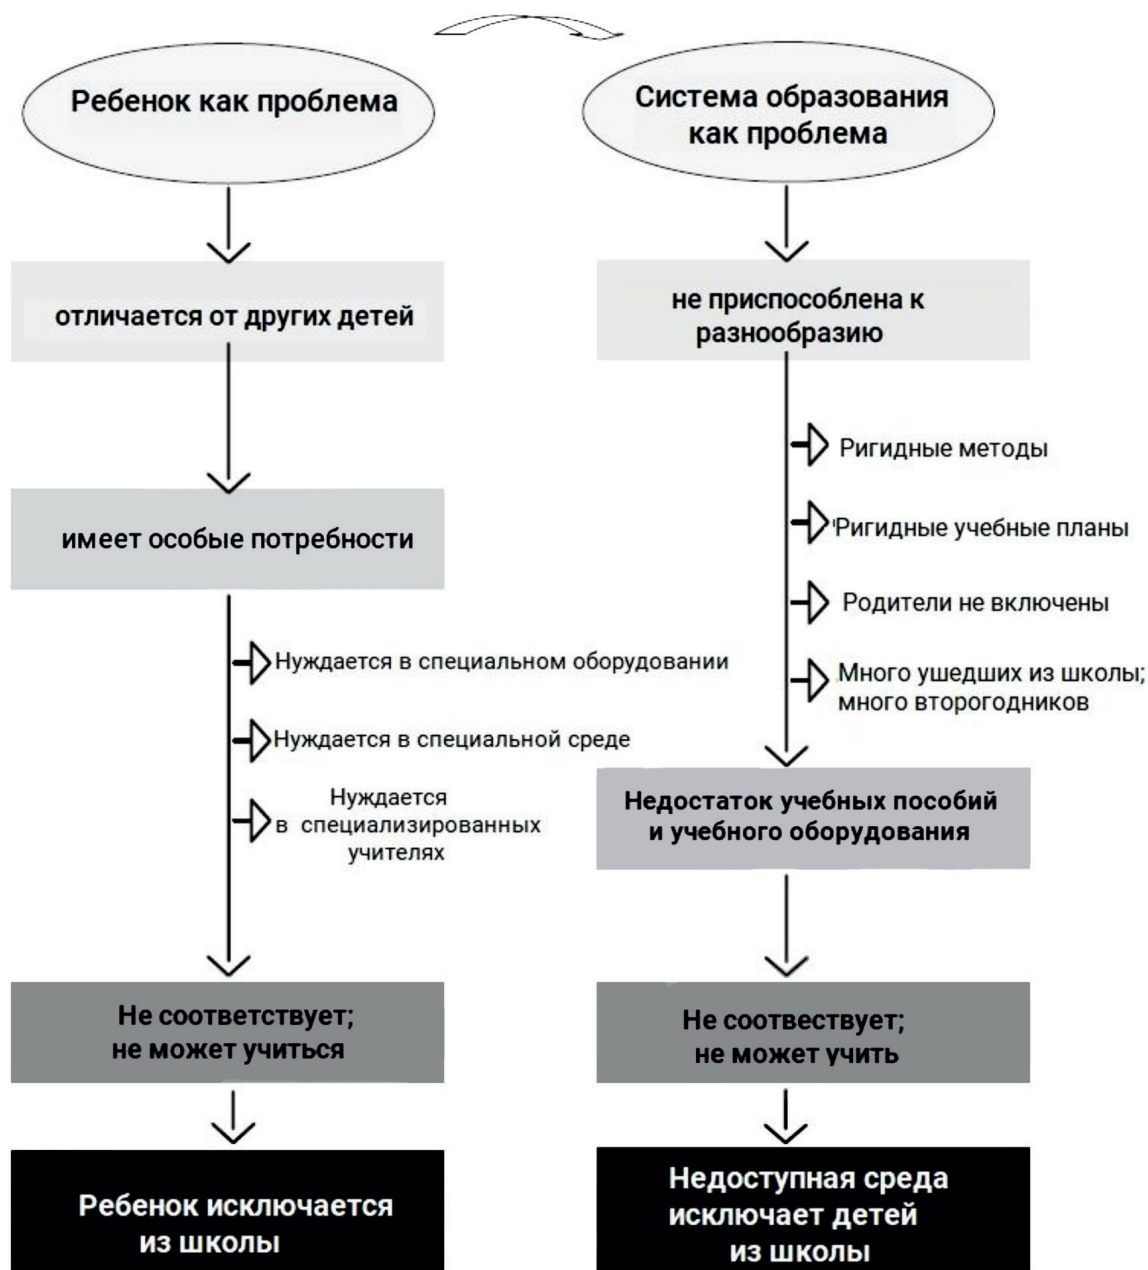 Ребенок как проблема
отличается от других детей
имеет особые потребности
Нуждается в специальном оборудовании
Нуждается в специальной среде
Нуждается
в специализированных
учителях
Не соответствует;
не может учиться
Ребенок исключается
из школы
Система образования
как проблема
не приспособлена к
разнообразию
Ригидные методы
Ригидные учебные планы
Родители не включены
Много ушедших из школы;
много второгодников
Недостаток учебных пособий
и учебного оборудования
Не соотвествует;
не может учить
Недоступная среда
исключает детей
из школы